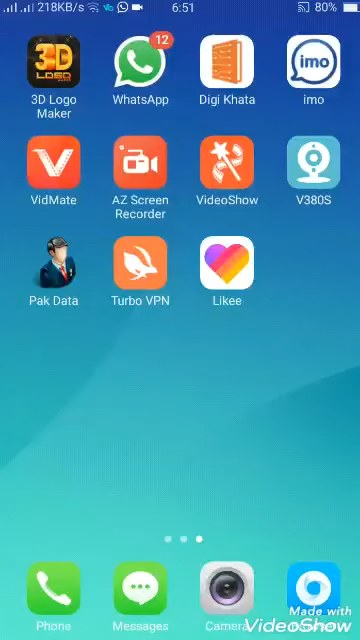 218KB/s Vo 6:51 80%
3D LOGO
12
imo
3D Logo Maker
WhatsApp
Digi Khata
imo
VidMate
AZ Screen Recorder
VideoShow
V380S
Pak Data
Turbo VPN
Likee
Phone
Messages
Camera
Made with
VideoShow